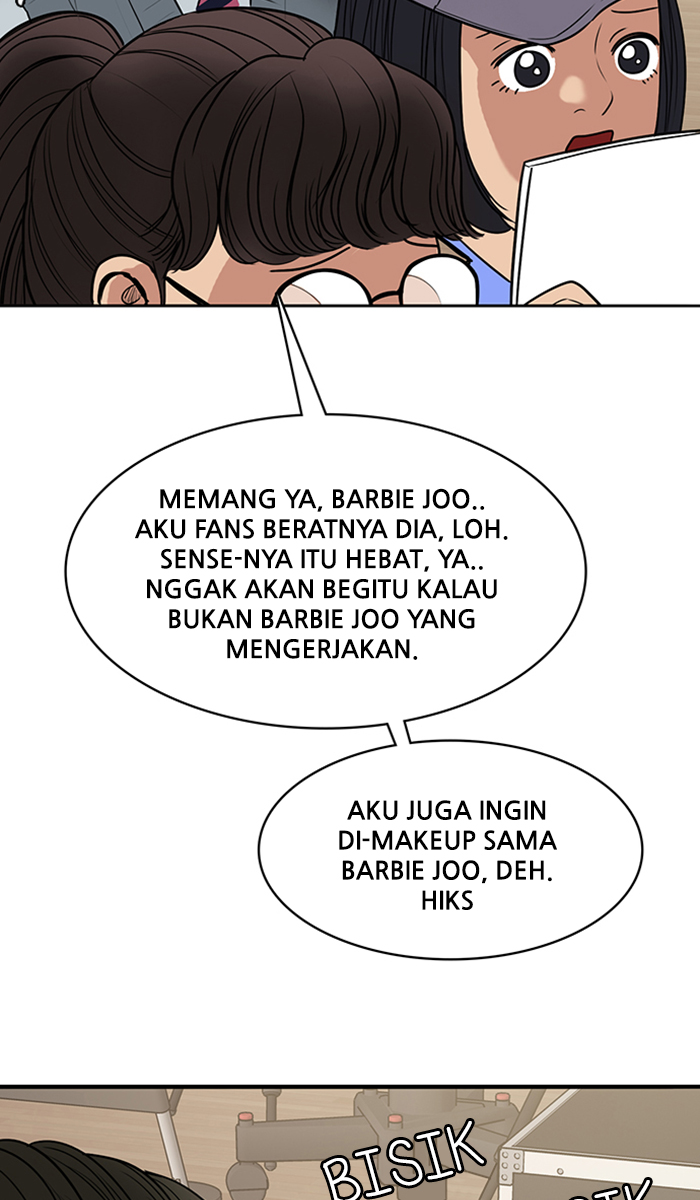 MEMANG YA, BARBIE JOO..
AKU FANS BERATNYA DIA, LOH.
SENSE-NYA ITU HEBAT, YA..
NGGAK AKAN BEGITU KALAU
BUKAN BARBIE JOO YANG
MENGERJAKAN.
AKU JUGA INGIN
DI-MAKEUP SAMA
BARBIE JOO, DEH.
HIKS
BISIK
BISIK